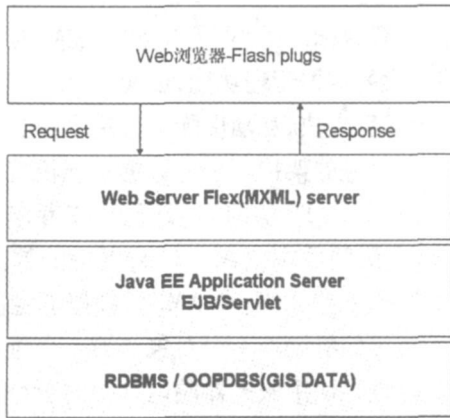 Web浏览器-Flash plugs
Request
Response
Web Server Flex(MXML) server
Java EE Application Server
EJB/Servlet
RDBMS / OOPDBS(GIS DATA)